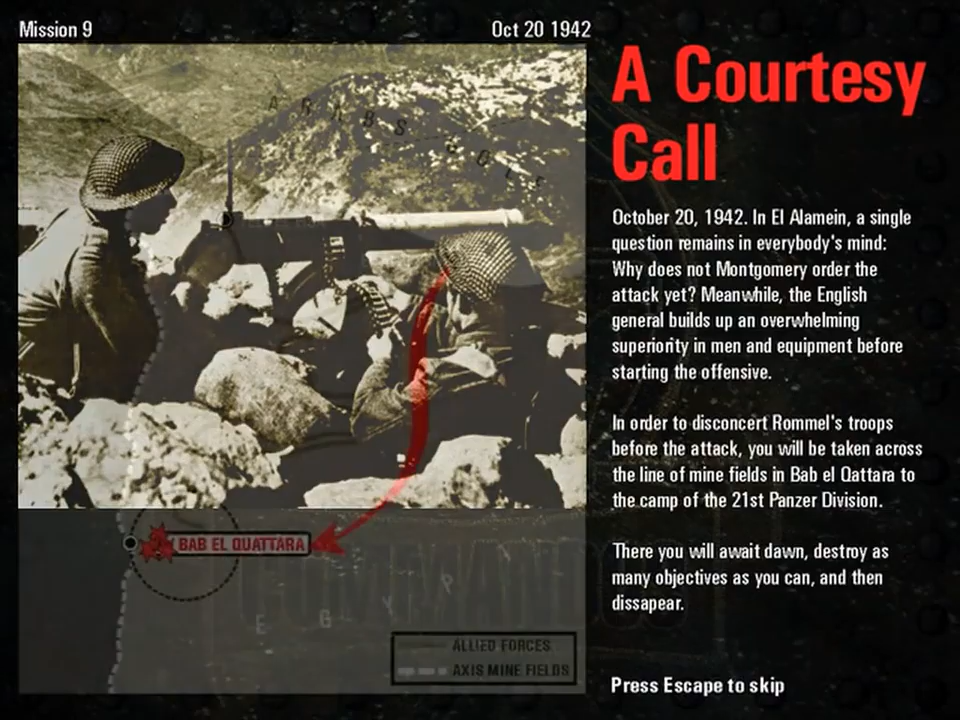 Mission 9
Oct 20 1942
A Courtesy
Call
October 20, 1942. In El Alamein, a single
question remains in everybody's mind:
Why does not Montgomery order the
attack yet? Meanwhile, the English
general builds up an overwhelming
superiority in men and equipment before
starting the offensive.
In order to disconcert Rommel's troops
before the attack, you will be taken across
the line of mine fields in Bab el Qattara to
the camp of the 21st Panzer Division.
There you will await dawn, destroy as
many objectives as you can, and then
dissapear.
Press Escape to skip
ARABS
BAB EL QUATTARA
COMMANDOS
EGYP
ALLIED FORCES
AXIS MINE FIELDS